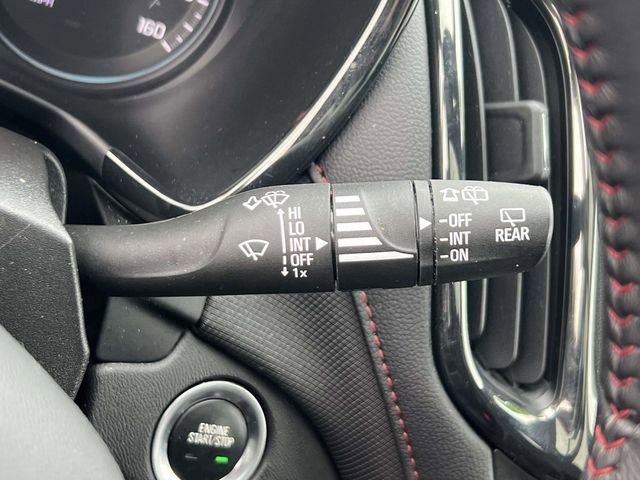 160
HI
LO
INT
OFF
1x
-OFF
-INT
-ON
REAR
ENGINE
START/STOP